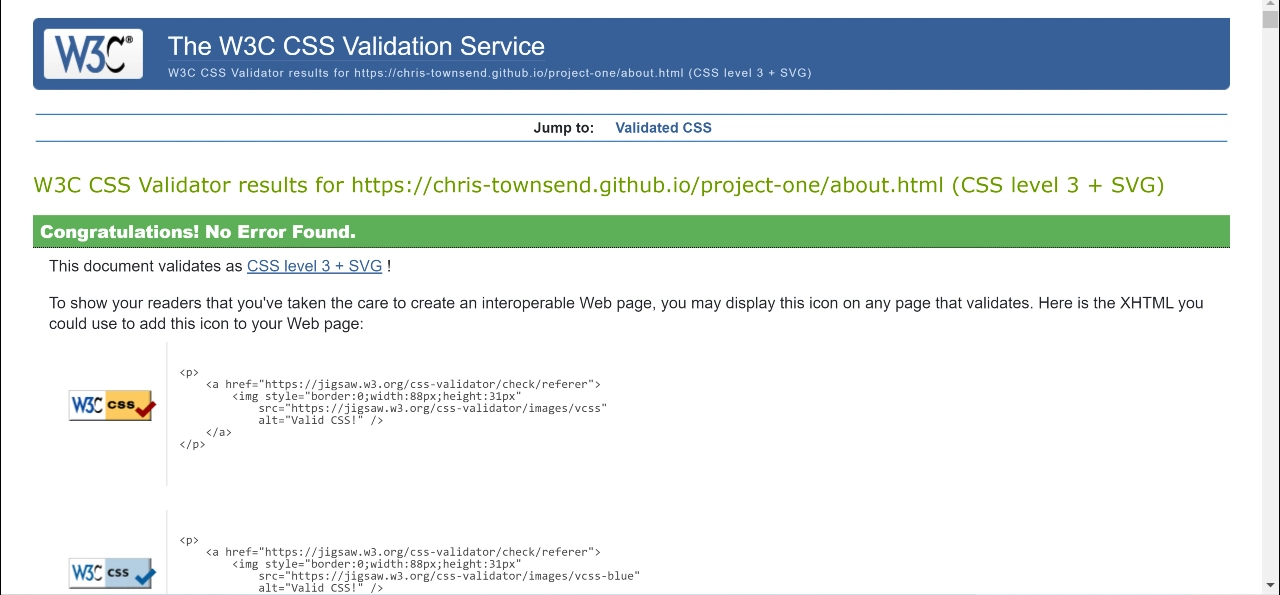 W3C®
The W3C CSS Validation Service
W3C CSS Validator results for https://chris-townsend.github.io/project-one/about.html (CSS level 3 + SVG)
Jump to: Validated CSS
W3C CSS Validator results for https://chris-townsend.github.io/project-one/about.html (CSS level 3 + SVG)
Congratulations! No Error Found.
This document validates as CSS level 3 + SVG !
To show your readers that you've taken the care to create an interoperable Web page, you may display this icon on any page that validates. Here is the XHTML you
could use to add this icon to your Web page:
W3C css
<p>
<a href="https://jigsaw.w3.org/css-validator/check/referer">
<img style="border:0;width:88px;height:31px"
src="https://jigsaw.w3.org/css-validator/images/vcss"
alt="Valid CSS!" />
</a>
</p>
W3C css
<p>
<a href="https://jigsaw.w3.org/css-validator/check/referer">
<img style="border:0;width:88px;height:31px"
src="https://jigsaw.w3.org/css-validator/images/vcss-blue"
alt="Valid CSS!" />